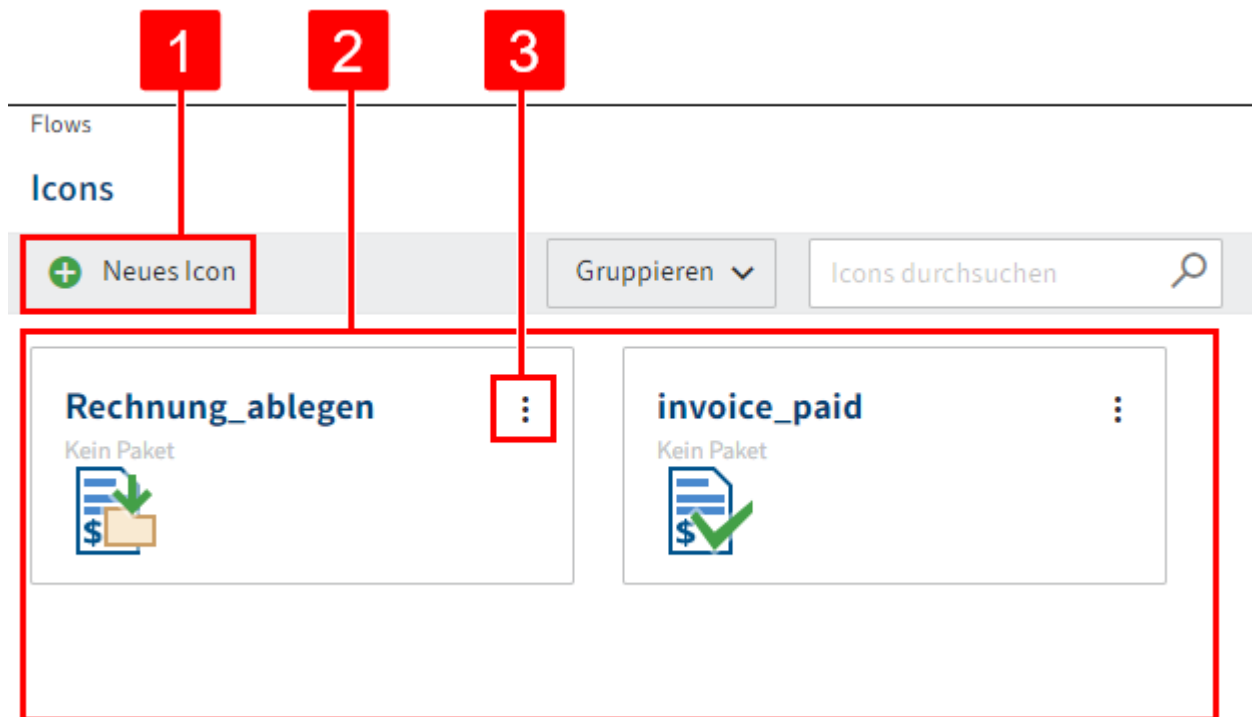 1 2 3
Flows
Icons
Neues Icon Gruppieren Icons durchsuchen
Rechnung_ablegen invoice_paid
Kein Paket Kein Paket
$ $